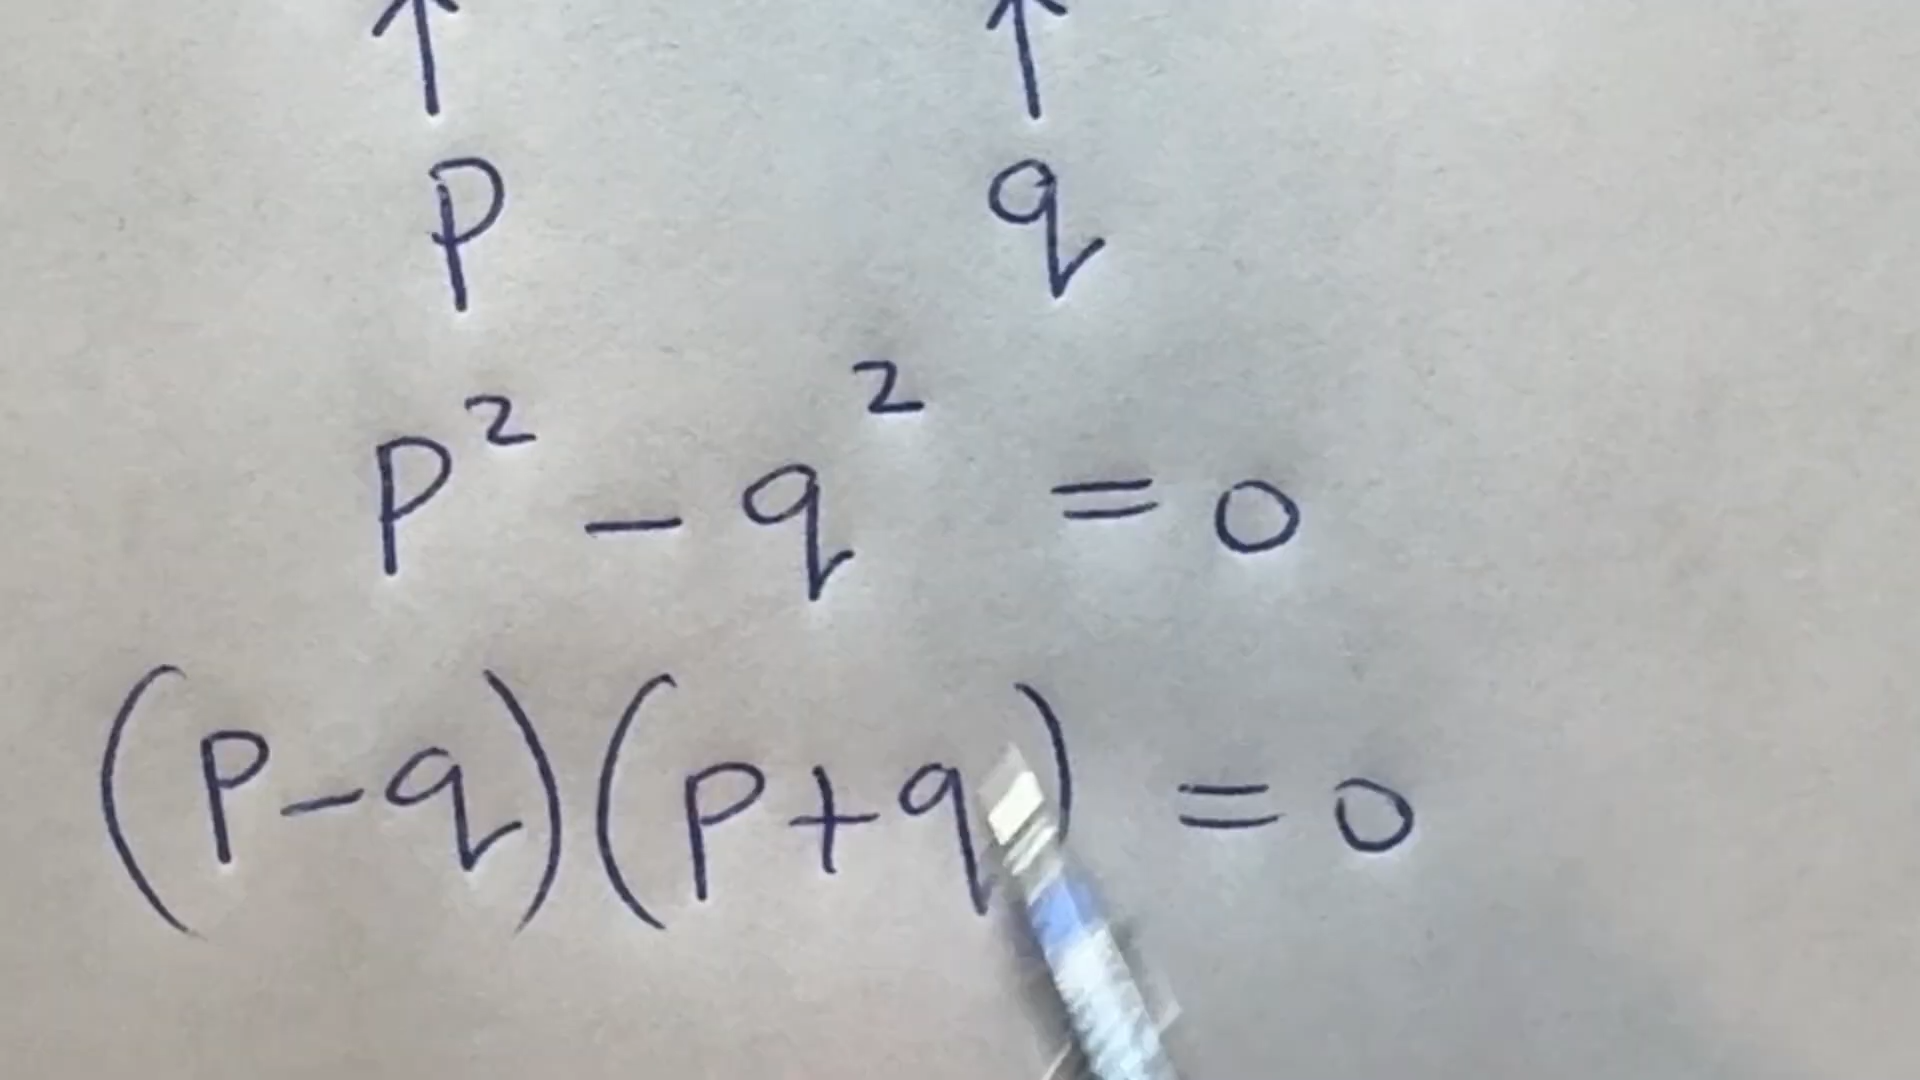 ↑ ↑
p q
p² - q² = 0
(p-q)(p+q) = 0